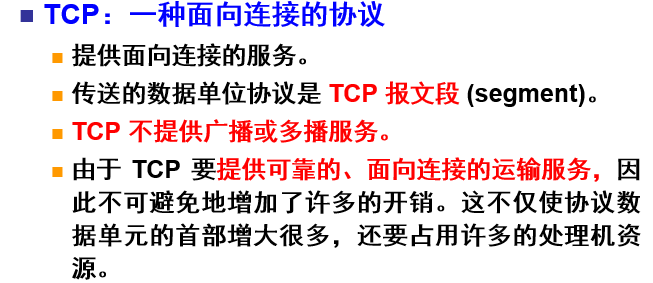 TCP：一种面向连接的协议
提供面向连接的服务。
传送的数据单位协议是 TCP 报文段 (segment)。
TCP 不提供广播或多播服务。
由于 TCP 要提供可靠的、面向连接的运输服务，因
此不可避免地增加了许多的开销。这不仅使协议数
据单元的首部增大很多，还要占用许多的处理机资
源。